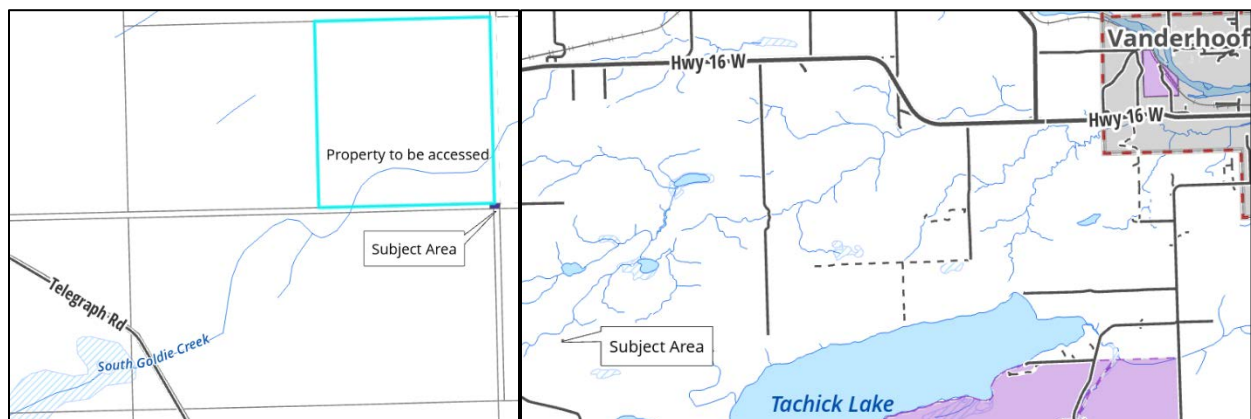 Property to be accessed
Subject Area
Telegraph Rd
South Goldie Creek
Vanderhoof
Hwy 16 W
Hwy 16 W
Subject Area
Tachick Lake